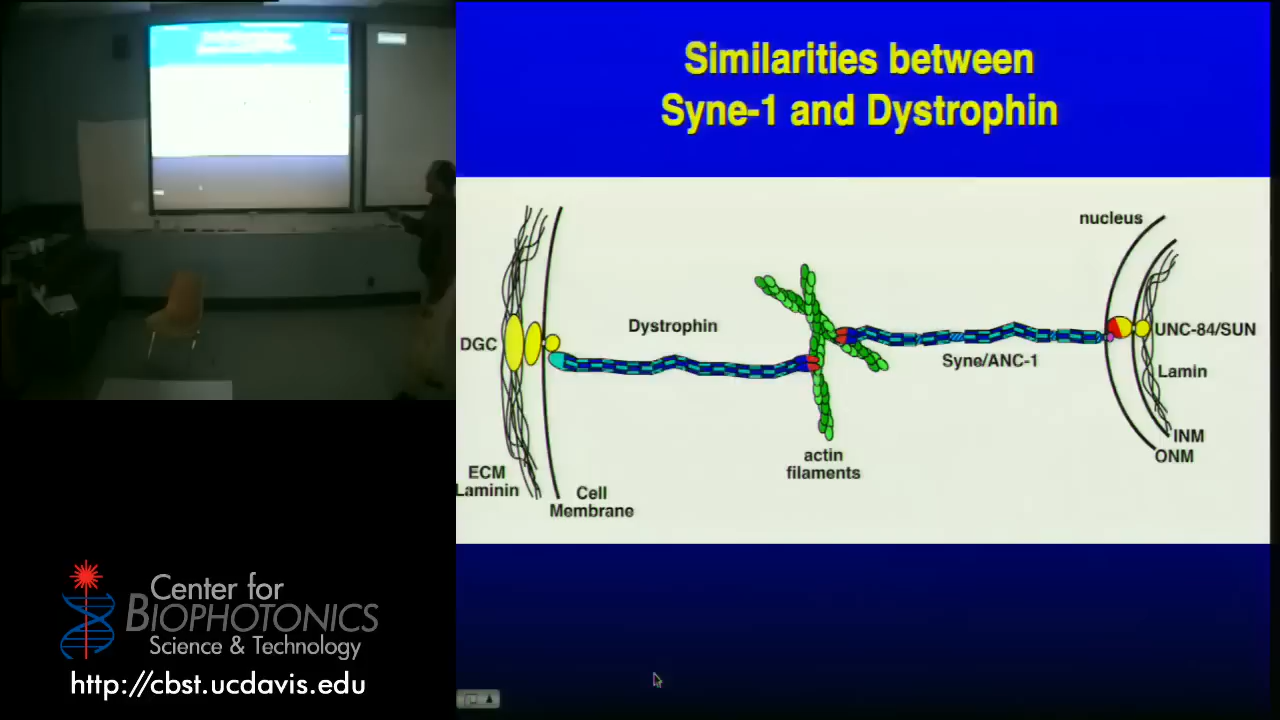 Similarities between
Syne-1 and Dystrophin
nucleus
Dystrophin
DGC
UNC-84/SUN
Syne/ANC-1
Lamin
INM
ONM
actin
filaments
ECM
Laminin
Cell
Membrane
Center for
BIOPHOTONICS
Science & Technology
http://cbst.ucdavis.edu